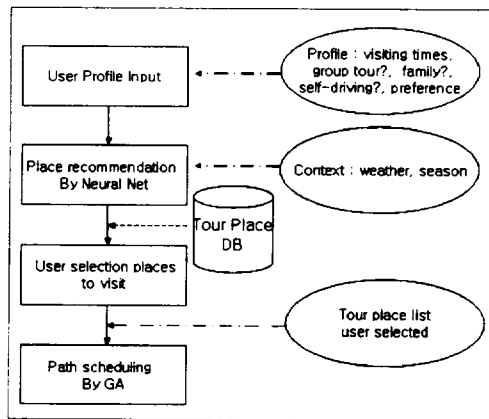 User Profile Input
Profile : visiting times,
group tour?, family?,
self-driving?, preference
Place recommendation
By Neural Net
Context : weather, season
Tour Place
DB
User selection places
to visit
Tour place list
user selected
Path scheduling
By GA